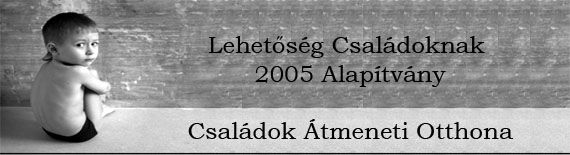 Lehetőség Családoknak
2005 Alapítvány
Családok Átmeneti Otthona